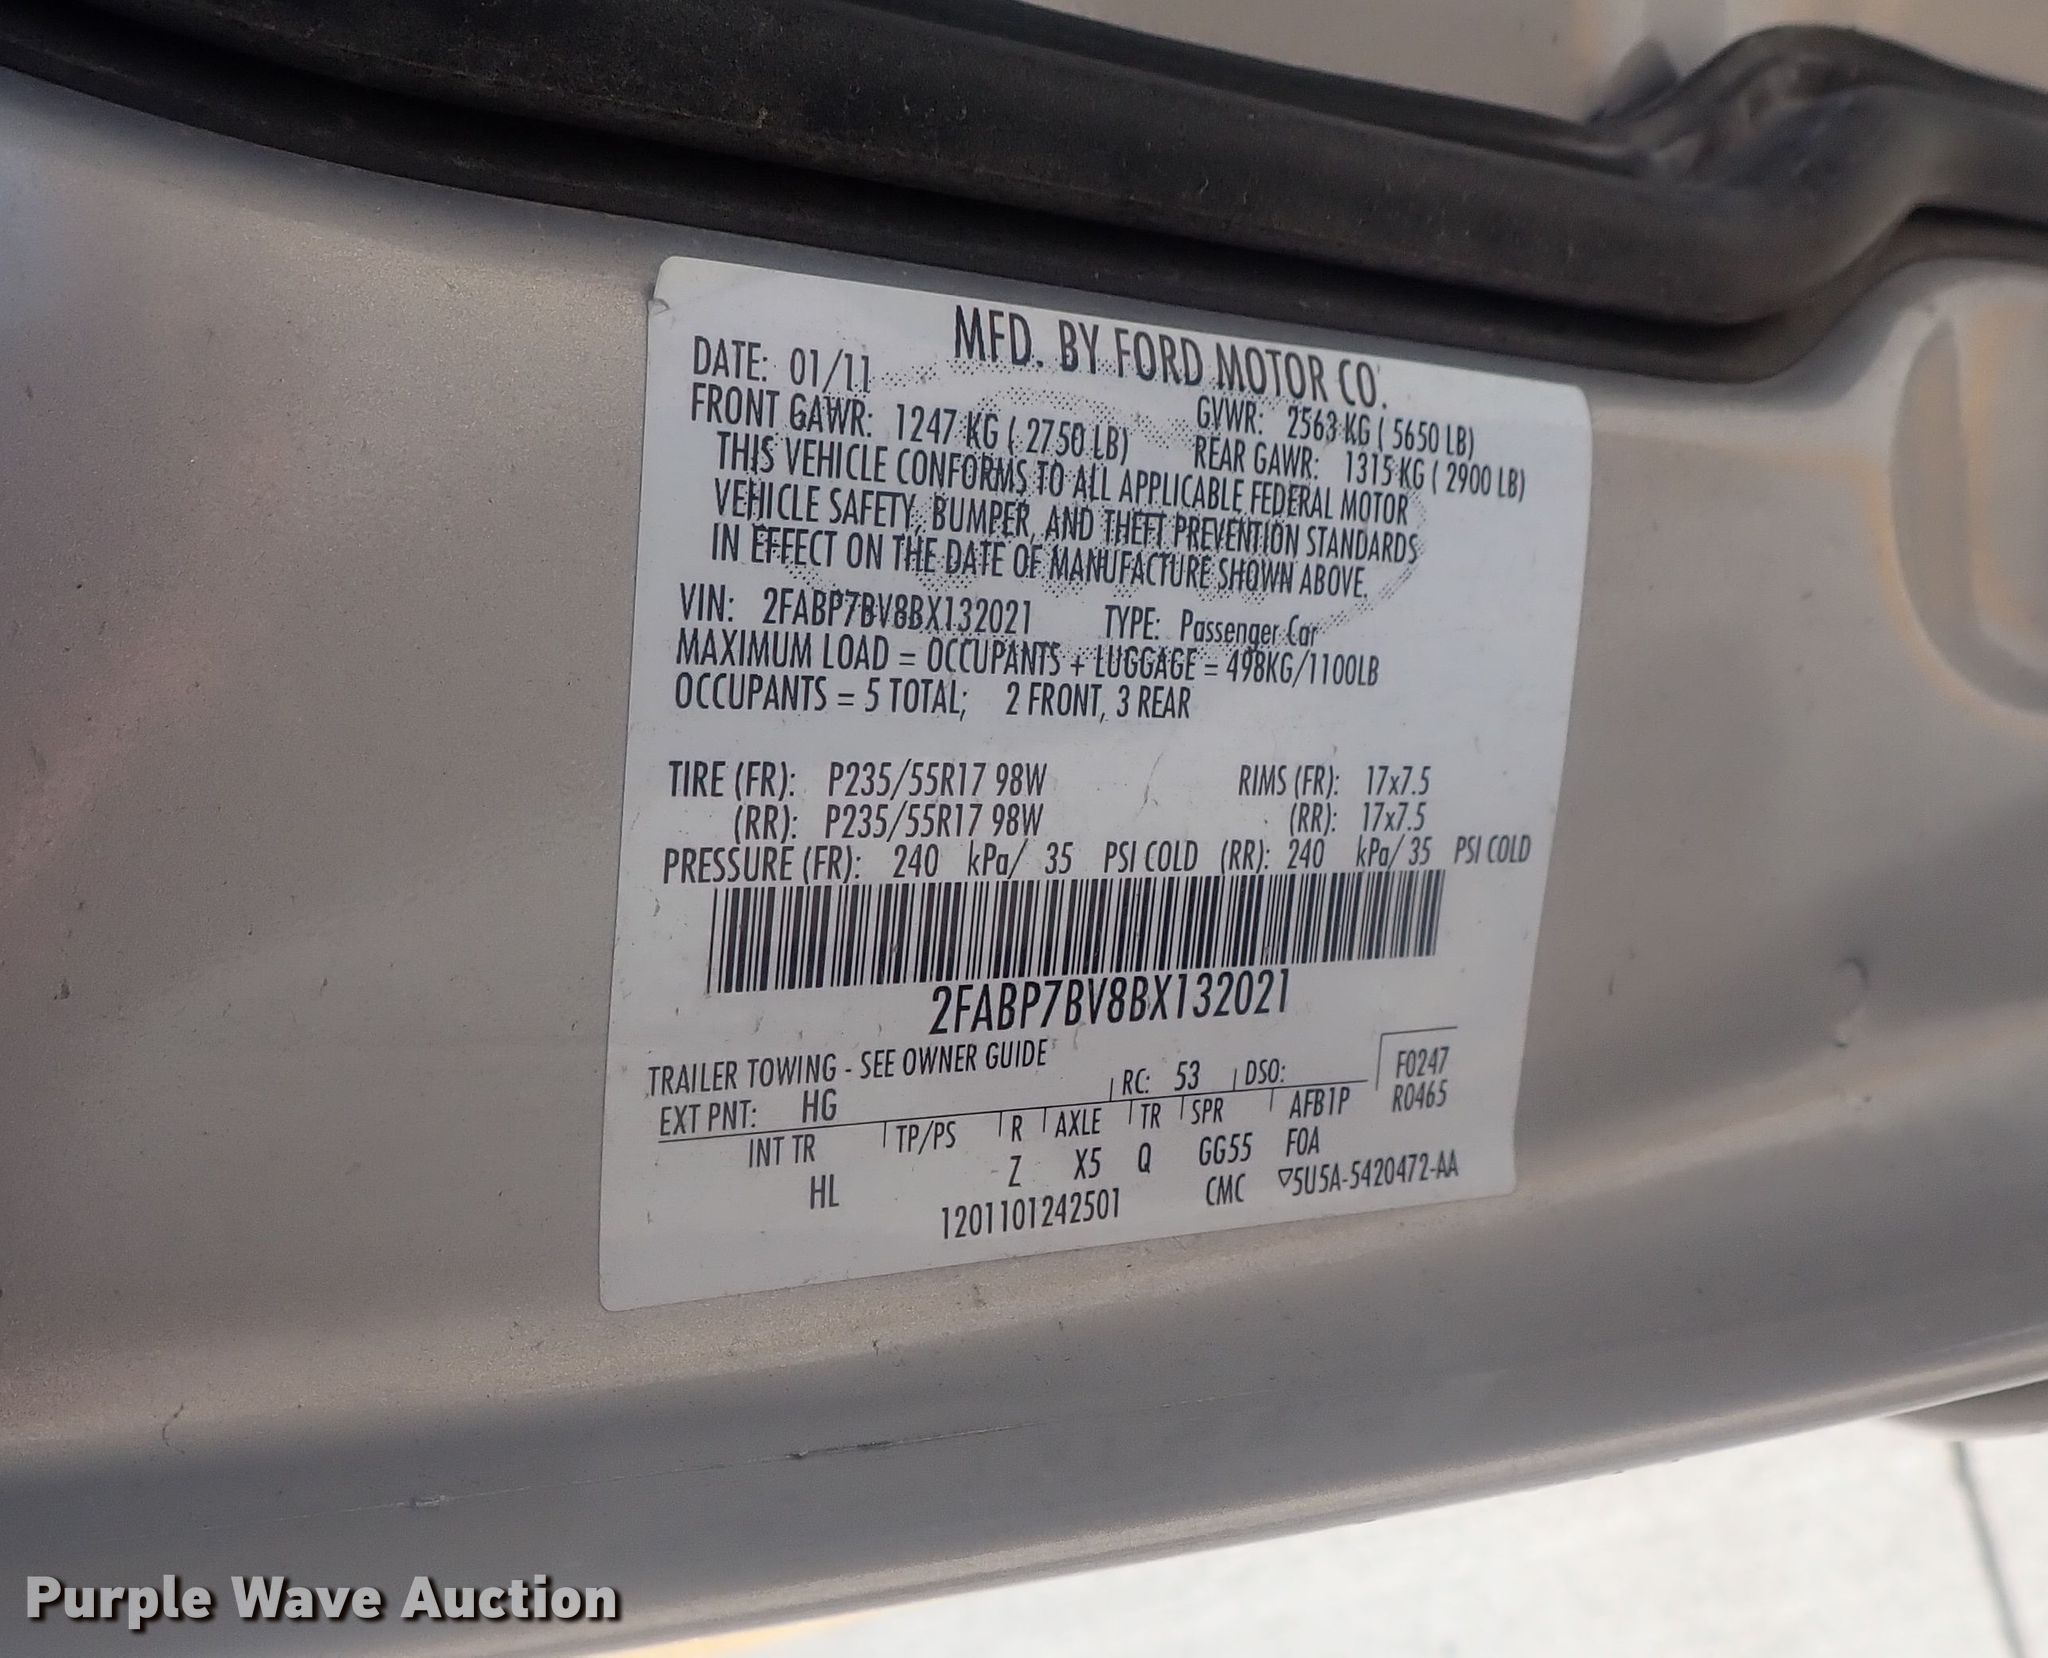 MFD. BY FORD MOTOR CO.
DATE: 01/11 GVWR: 2563 KG ( 5650 LB)
FRONT GAWR: 1247 KG ( 2750 LB) REAR GAWR: 1315 KG ( 2900 LB)
THIS VEHICLE CONFORMS TO ALL APPLICABLE FEDERAL MOTOR
VEHICLE SAFETY, BUMPER, AND THEFT PREVENTION STANDARDS
IN EFFECT ON THE DATE OF MANUFACTURE SHOWN ABOVE.
VIN: 2FABP7BV8BX132021 TYPE: Passenger Car
MAXIMUM LOAD = OCCUPANTS + LUGGAGE = 498KG/1100LB
OCCUPANTS = 5 TOTAL; 2 FRONT, 3 REAR
TIRE (FR): P235/55R17 98W RIMS (FR): 17x7.5
(RR): P235/55R17 98W (RR): 17x7.5
PRESSURE (FR): 240 kPa/ 35 PSI COLD (RR): 240 kPa/ 35 PSI COLD
2FABP7BV8BX132021
TRAILER TOWING - SEE OWNER GUIDE
EXT PNT: HG RC: 53 DSO: F0247
INT TR TP/PS R AXLE TR SPR AFB1P R0465
HL Z X5 Q GG55 FOA
1201101242501 CMC ▽5U5A-5420472-AA
Purple Wave Auction